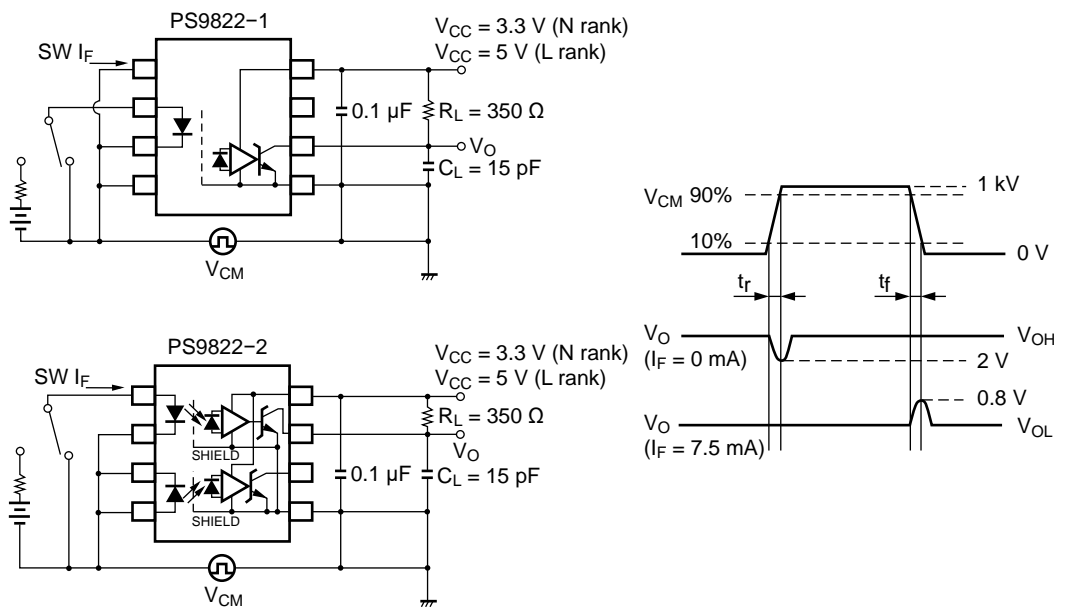 PS9822−1
VCC = 3.3 V (N rank)
VCC = 5 V (L rank)
SW IF
0.1 µF
RL = 350 Ω
VO
CL = 15 pF
VCM
PS9822−2
VCC = 3.3 V (N rank)
VCC = 5 V (L rank)
SW IF
RL = 350 Ω
VO
SHIELD
0.1 µF
CL = 15 pF
SHIELD
VCM
VCM 90%
1 kV
10%
0 V
tr
tf
VO
(IF = 0 mA)
VOH
2 V
0.8 V
VO
(IF = 7.5 mA)
VOL